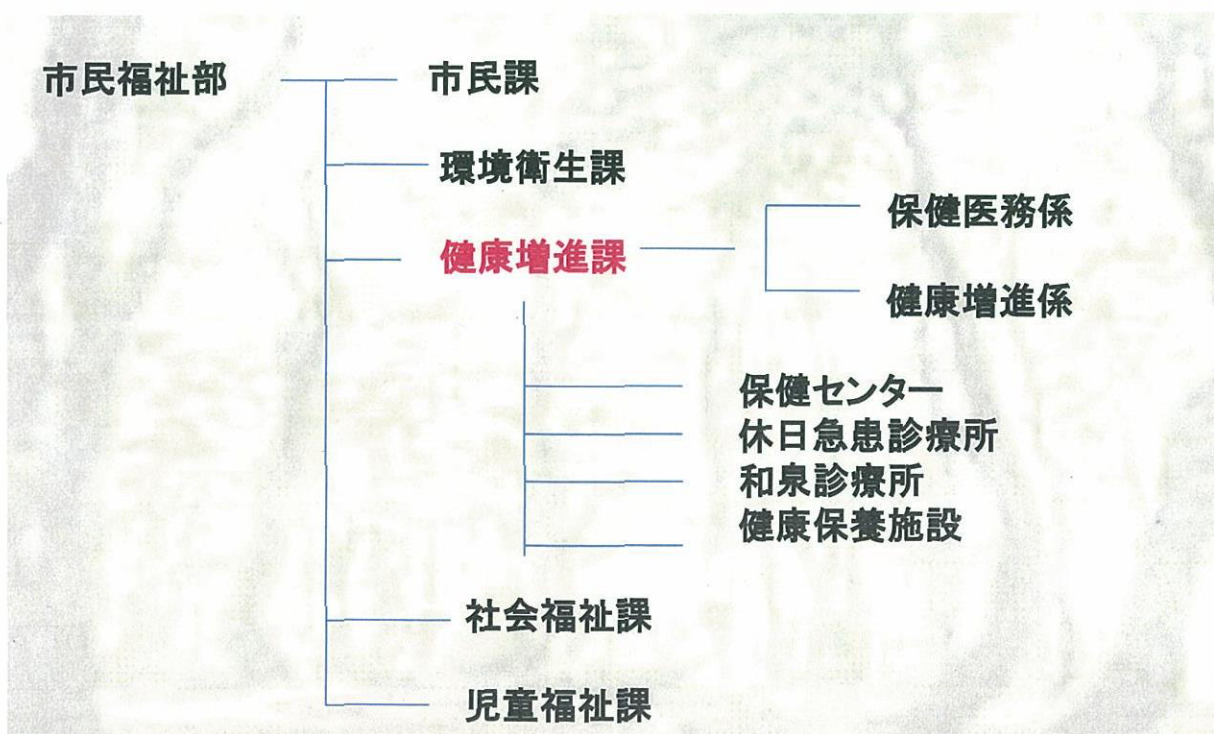 市民福祉部
市民課
環境衛生課
健康増進課
保健医務係
健康増進係
保健センター
休日急患診療所
和泉診療所
健康保養施設
社会福祉課
児童福祉課